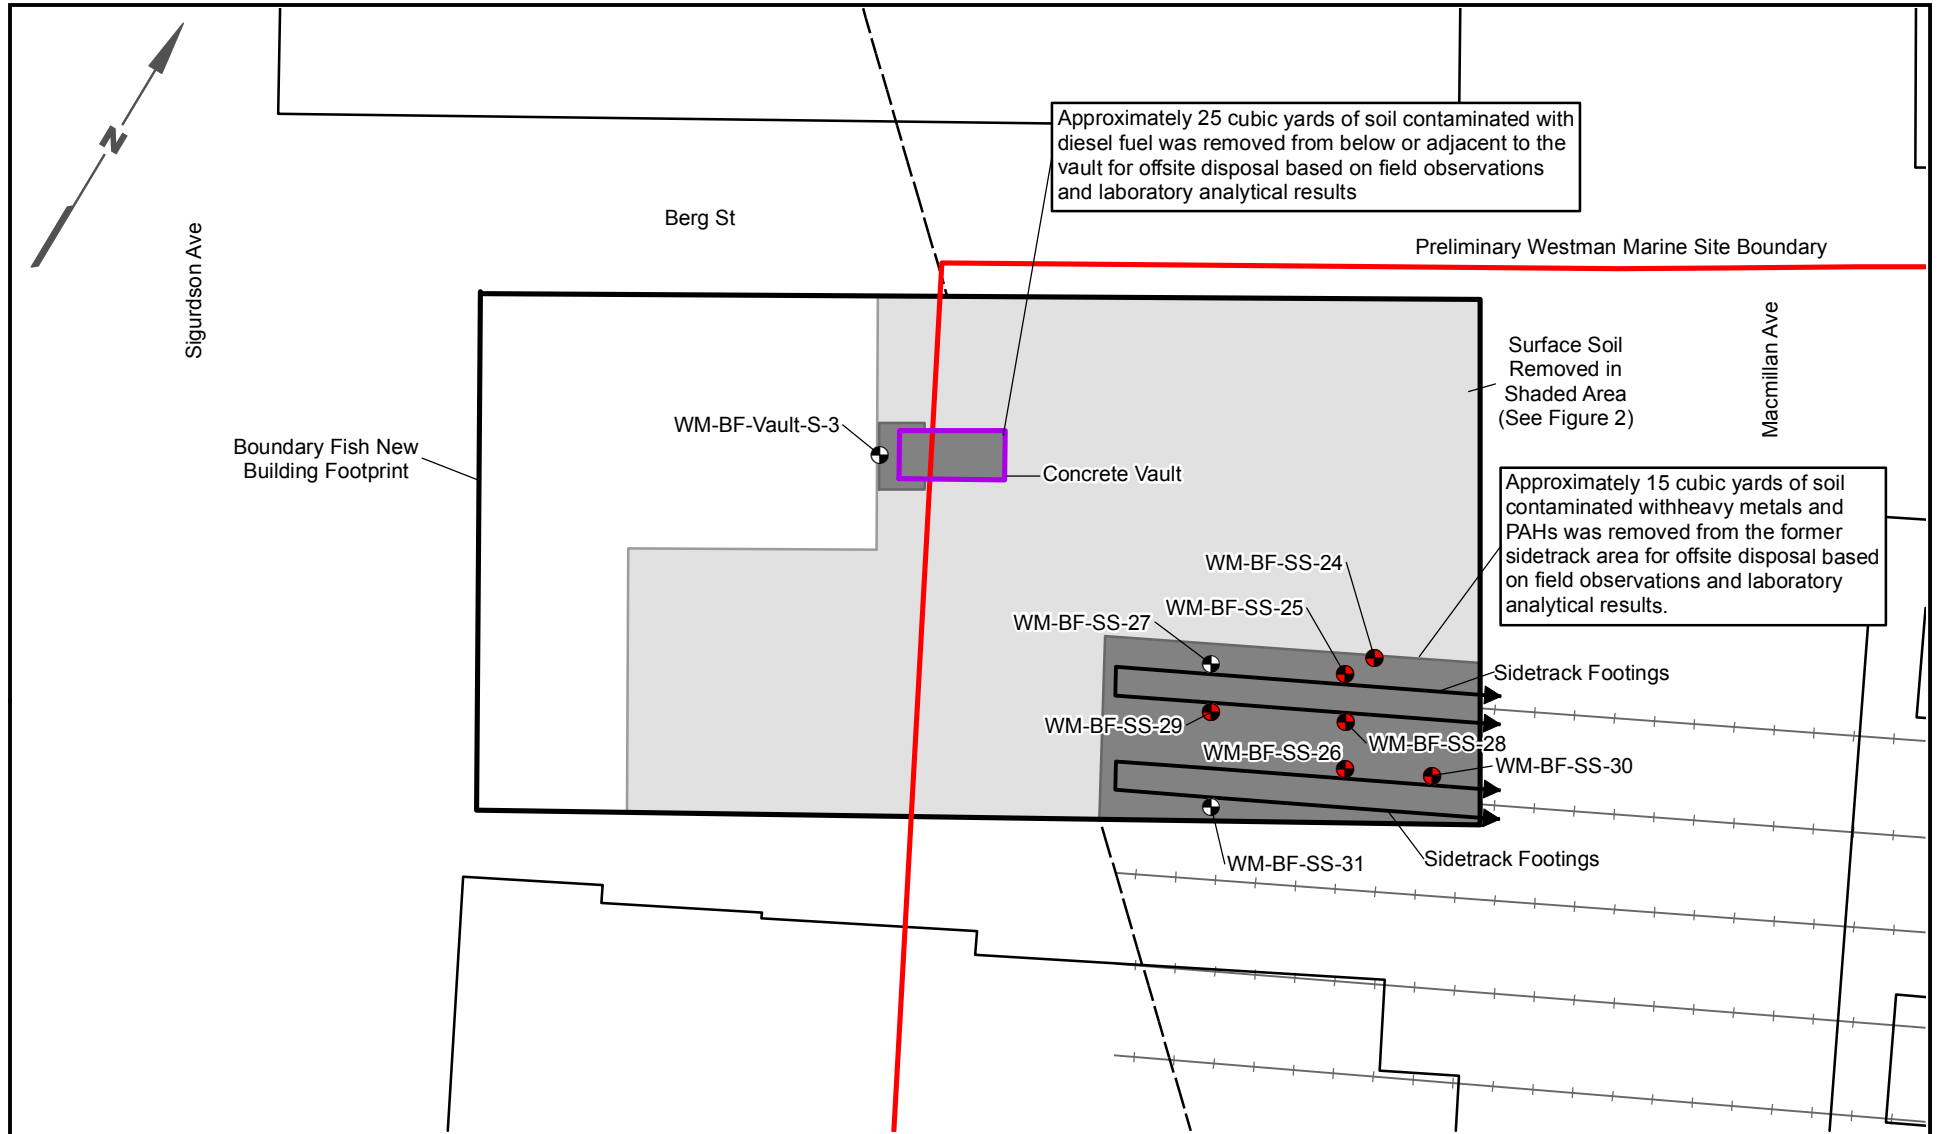 N
Approximately 25 cubic yards of soil contaminated with
diesel fuel was removed from below or adjacent to the
vault for offsite disposal based on field observations
and laboratory analytical results
Berg St
Sigurdson Ave
Preliminary Westman Marine Site Boundary
Macmillan Ave
Surface Soil
Removed in
Shaded Area
(See Figure 2)
WM-BF-Vault-S-3
Boundary Fish New
Building Footprint
Concrete Vault
Approximately 15 cubic yards of soil
contaminated withheavy metals and
PAHs was removed from the former
sidetrack area for offsite disposal based
on field observations and laboratory
analytical results.
WM-BF-SS-24
WM-BF-SS-25
WM-BF-SS-27
Sidetrack Footings
WM-BF-SS-29
WM-BF-SS-28
WM-BF-SS-26
WM-BF-SS-30
WM-BF-SS-31
Sidetrack Footings